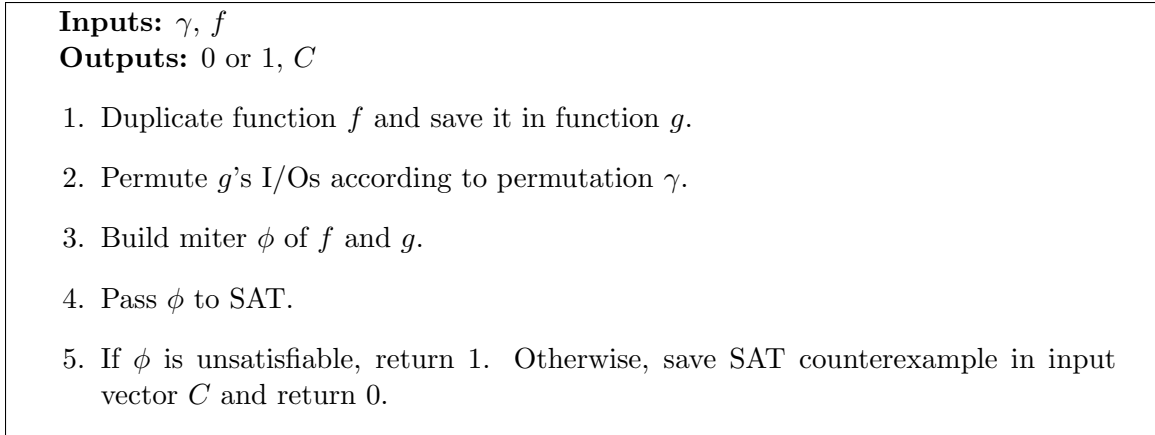 Inputs: γ, f
Outputs: 0 or 1, C
1. Duplicate function f and save it in function g.
2. Permute g's I/Os according to permutation γ.
3. Build miter ϕ of f and g.
4. Pass ϕ to SAT.
5. If ϕ is unsatisfiable, return 1. Otherwise, save SAT counterexample in input
vector C and return 0.